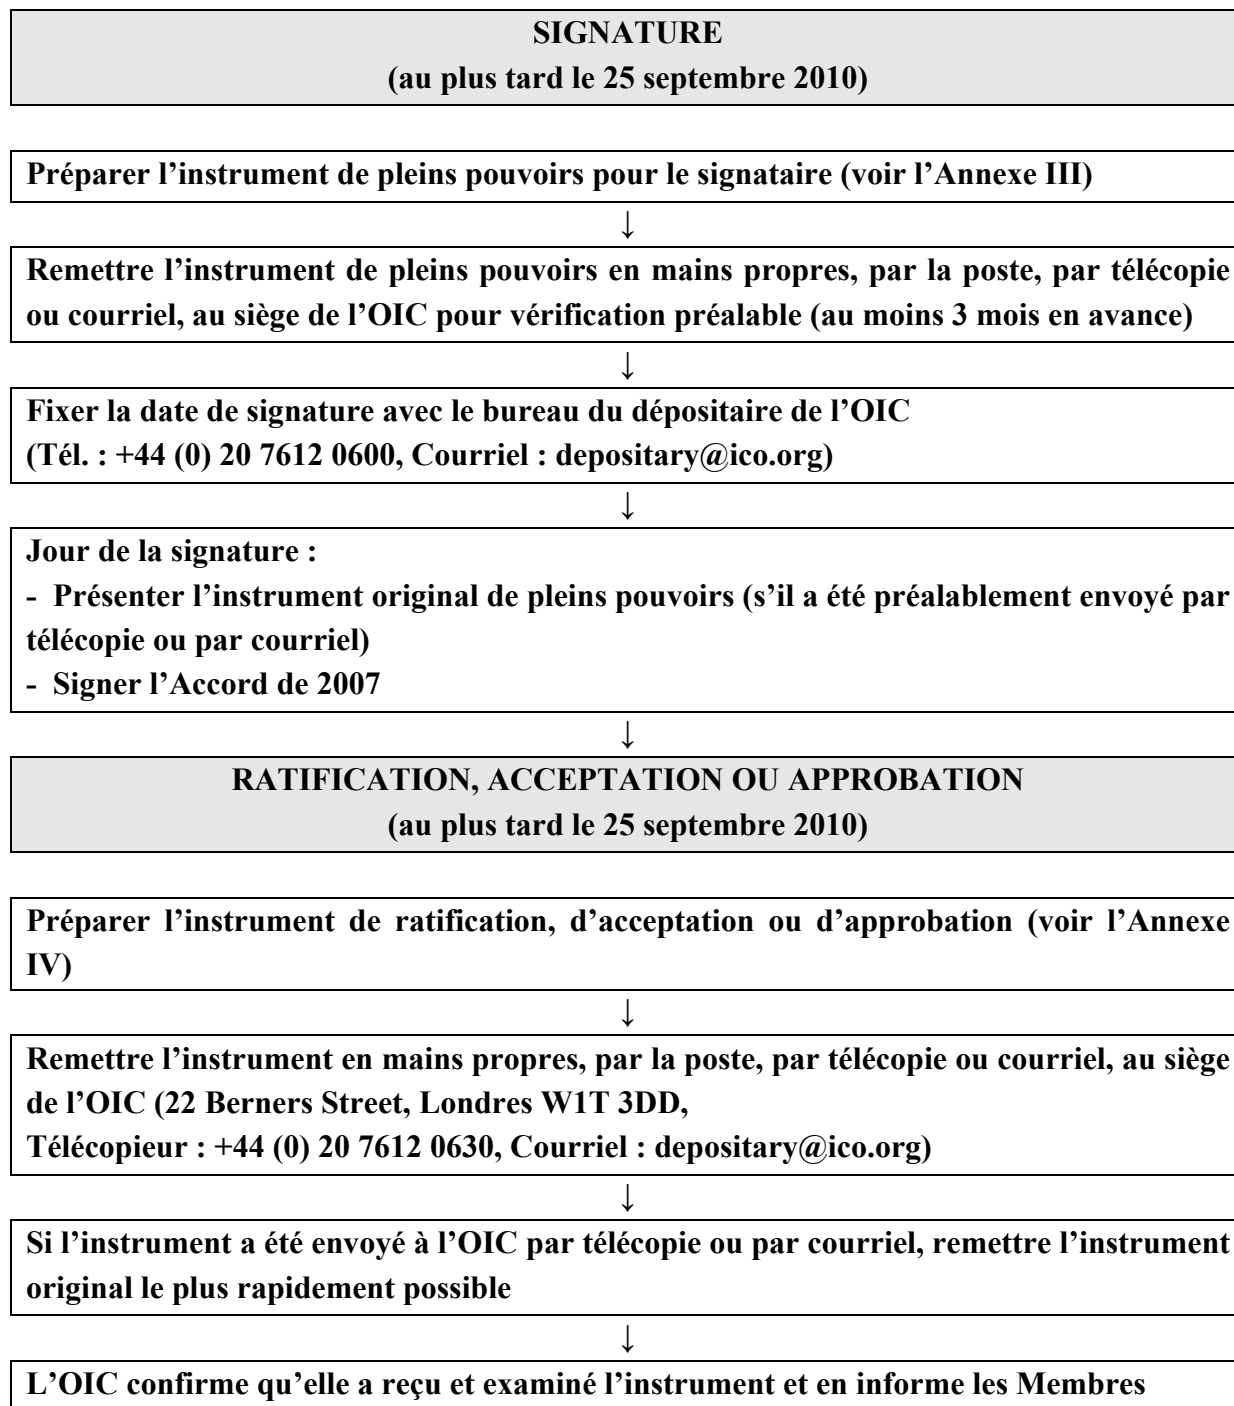 SIGNATURE
(au plus tard le 25 septembre 2010)
Préparer l’instrument de pleins pouvoirs pour le signataire (voir l’Annexe III)
↓
Remettre l’instrument de pleins pouvoirs en mains propres, par la poste, par télécopie
ou courriel, au siège de l’OIC pour vérification préalable (au moins 3 mois en avance)
↓
Fixer la date de signature avec le bureau du dépositaire de l’OIC
(Tél. : +44 (0) 20 7612 0600, Courriel : depositary@ico.org)
↓
Jour de la signature :
- Présenter l’instrument original de pleins pouvoirs (s’il a été préalablement envoyé par
télécopie ou par courriel)
- Signer l’Accord de 2007
↓
RATIFICATION, ACCEPTATION OU APPROBATION
(au plus tard le 25 septembre 2010)
Préparer l’instrument de ratification, d’acceptation ou d’approbation (voir l’Annexe
IV)
↓
Remettre l’instrument en mains propres, par la poste, par télécopie ou courriel, au siège
de l’OIC (22 Berners Street, Londres W1T 3DD,
Télécopieur : +44 (0) 20 7612 0630, Courriel : depositary@ico.org)
↓
Si l’instrument a été envoyé à l’OIC par télécopie ou par courriel, remettre l’instrument
original le plus rapidement possible
↓
L’OIC confirme qu’elle a reçu et examiné l’instrument et en informe les Membres